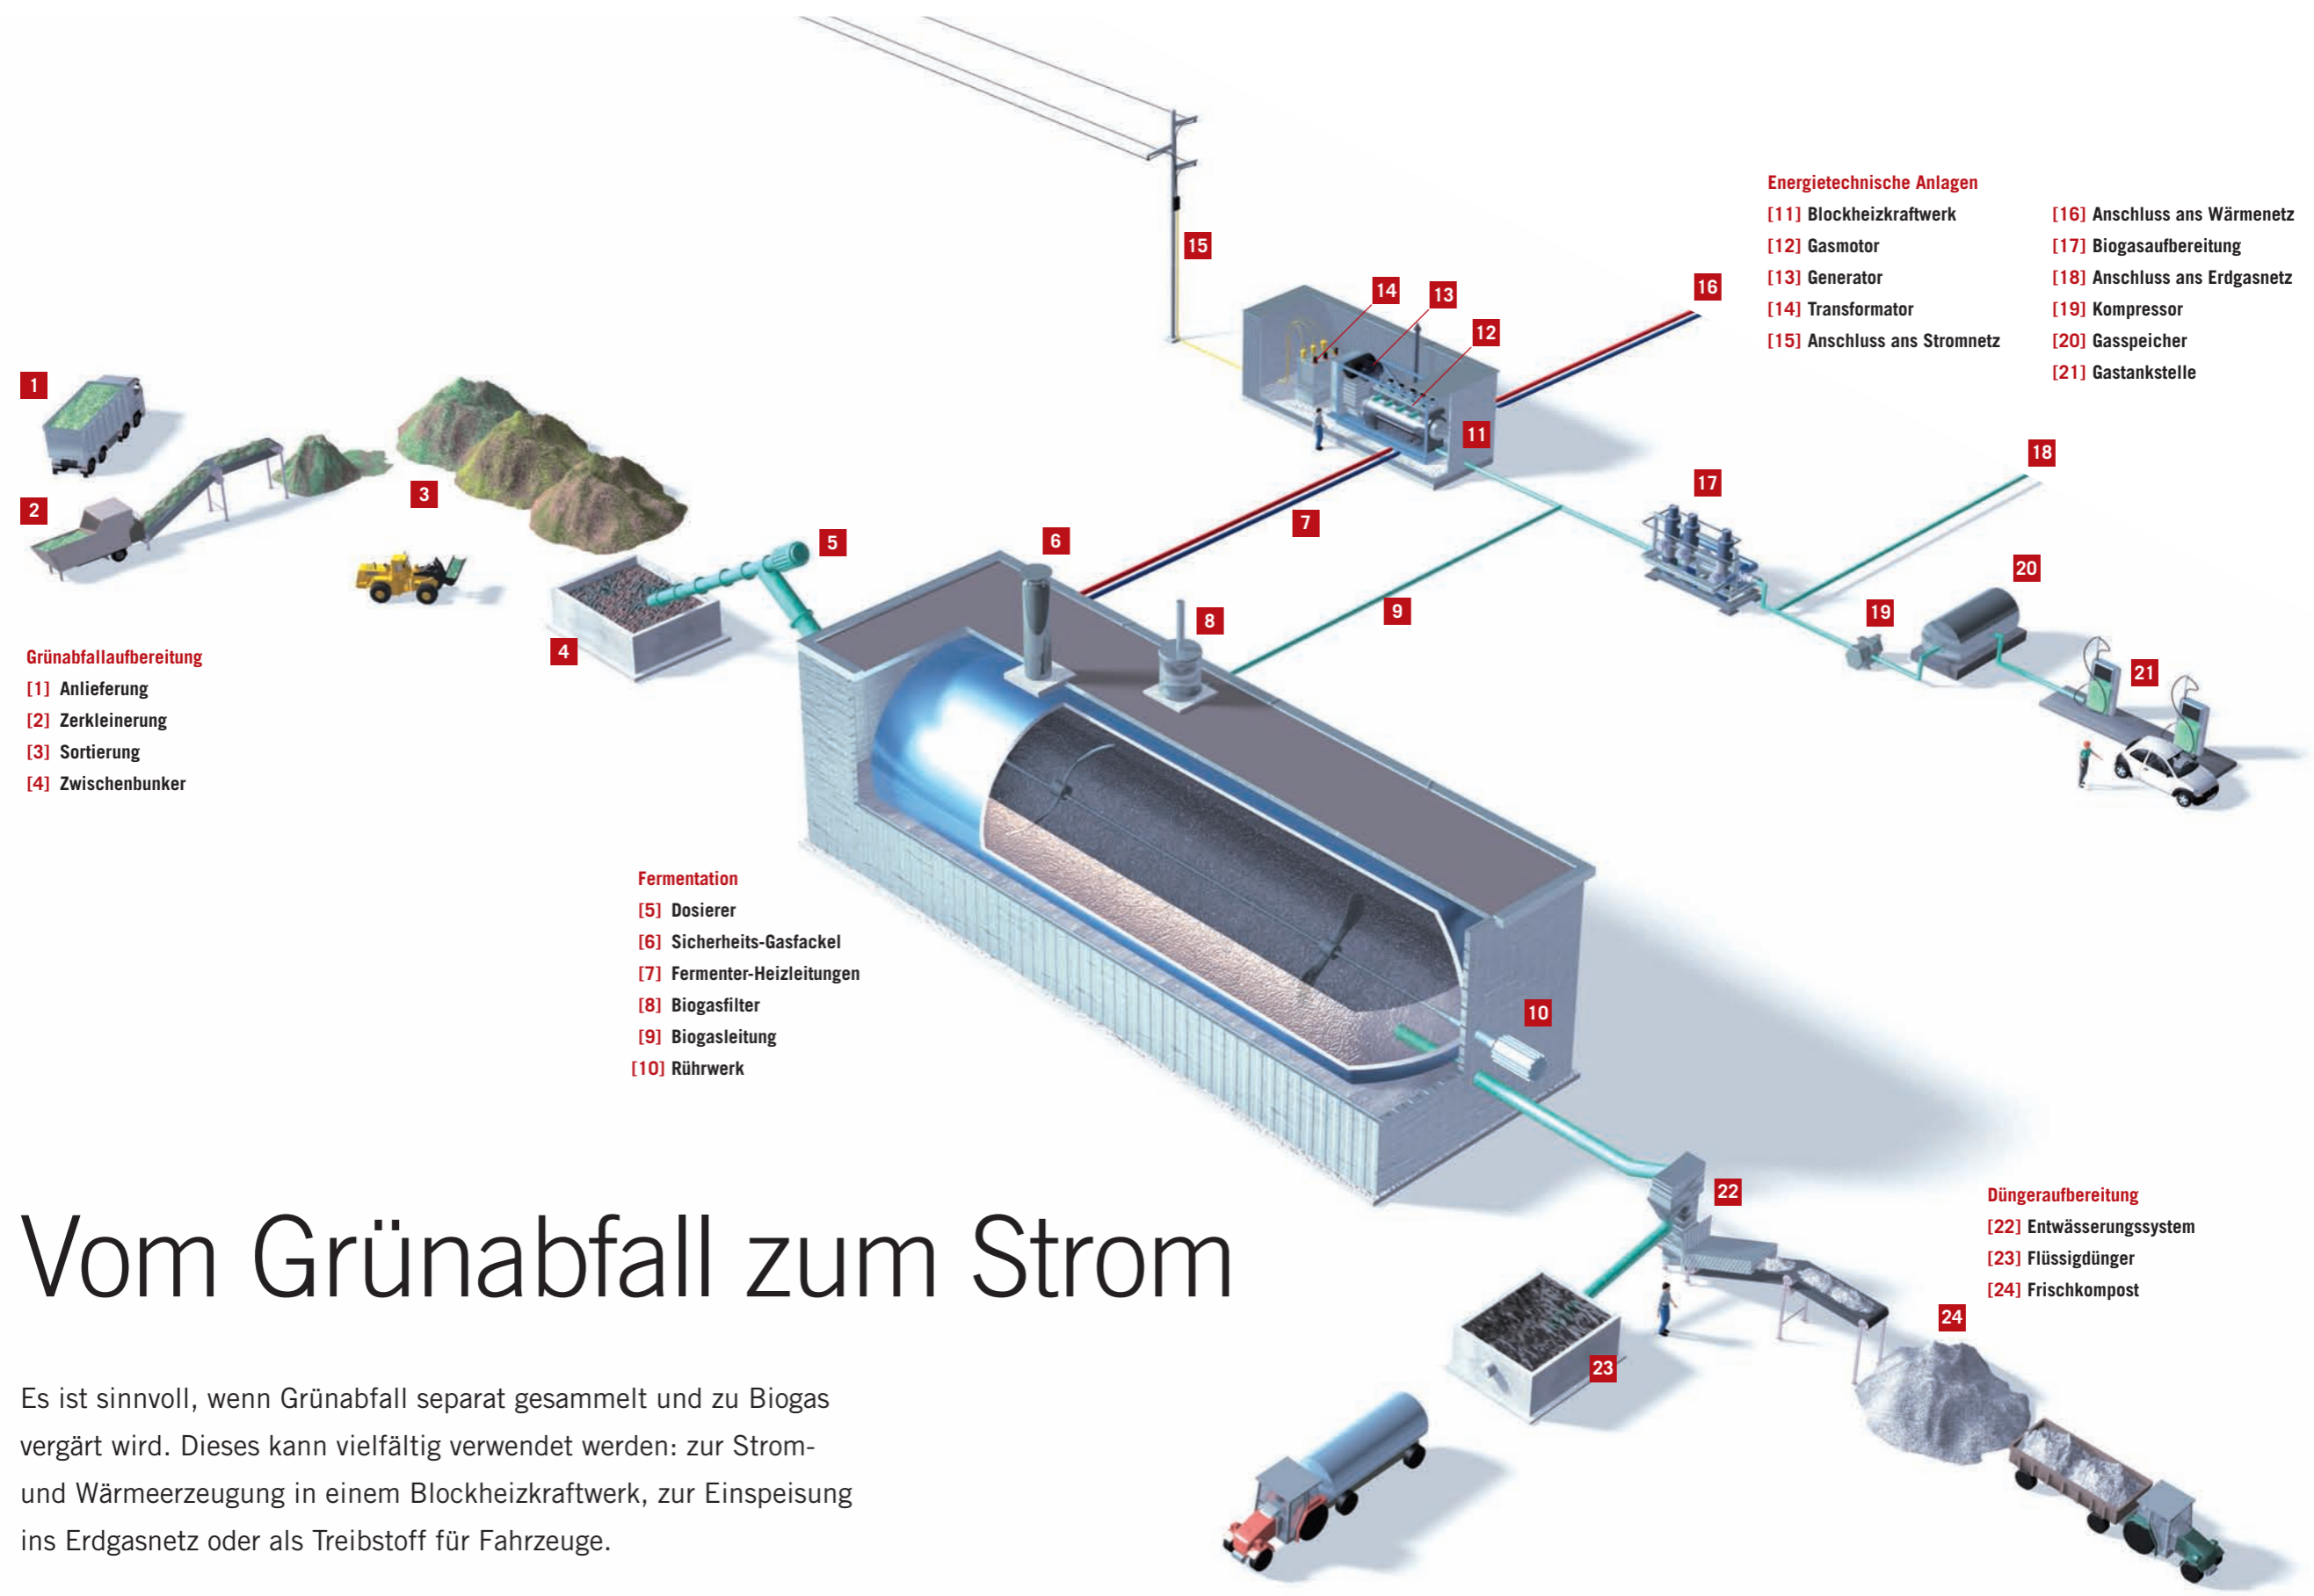 15
14
13
12
16
11
Energietechnische Anlagen
[11] Blockheizkraftwerk
[12] Gasmotor
[13] Generator
[14] Transformator
[15] Anschluss ans Stromnetz
[16] Anschluss ans Wärmenetz
[17] Biogasaufbereitung
[18] Anschluss ans Erdgasnetz
[19] Kompressor
[20] Gasspeicher
[21] Gastankstelle
1
2
3
4
5
6
7
8
9
17
18
19
20
21
Grünabfallaufbereitung
[1] Anlieferung
[2] Zerkleinerung
[3] Sortierung
[4] Zwischenbunker
Fermentation
[5] Dosierer
[6] Sicherheits-Gasfackel
[7] Fermenter-Heizleitungen
[8] Biogasfilter
[9] Biogasleitung
[10] Rührwerk
10
22
23
24
Düngeraufbereitung
[22] Entwässerungssystem
[23] Flüssigdünger
[24] Frischkompost
Vom Grünabfall zum Strom
Es ist sinnvoll, wenn Grünabfall separat gesammelt und zu Biogas
vergärt wird. Dieses kann vielfältig verwendet werden: zur Strom-
und Wärmeerzeugung in einem Blockheizkraftwerk, zur Einspeisung
ins Erdgasnetz oder als Treibstoff für Fahrzeuge.